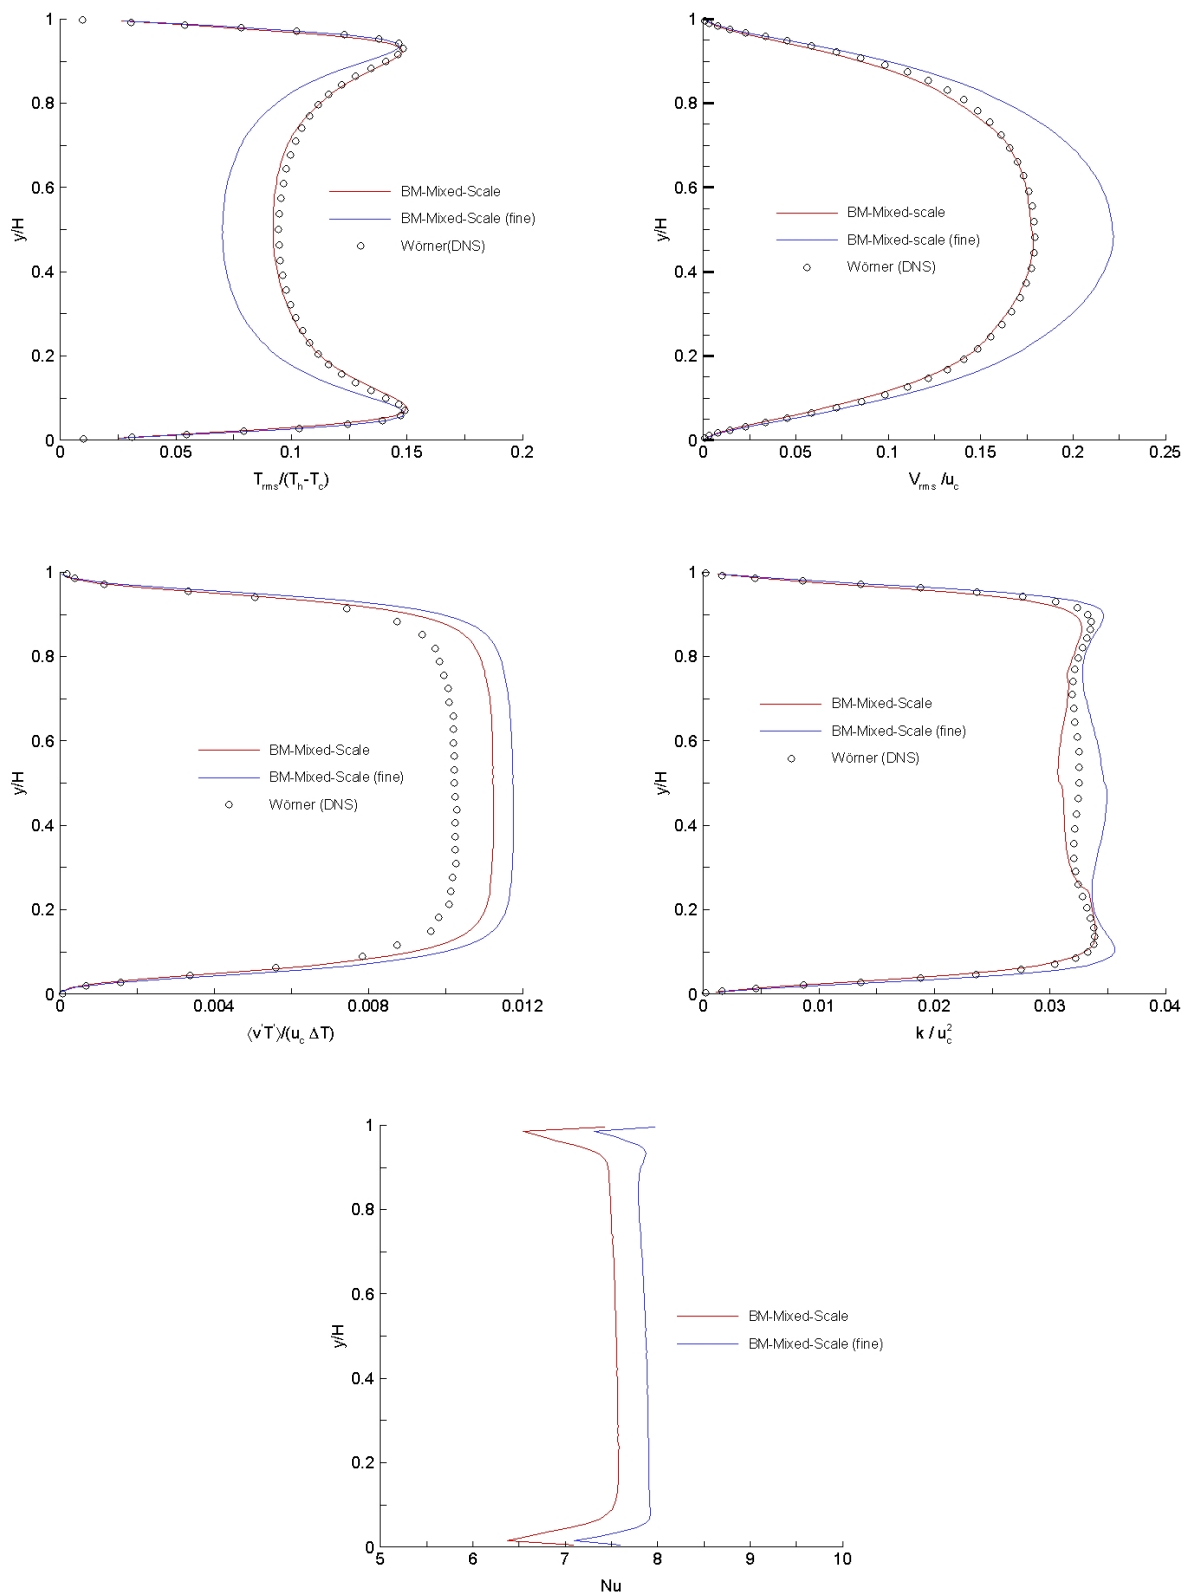 1
0.8
0.6
0.4
0.2
0
y/H
BM-Mixed-Scale
BM-Mixed-Scale (fine)
Wörner(DNS)
0
0.05
0.1
0.15
0.2
T_rms/(T_h-T_c)
1
0.8
0.6
0.4
0.2
0
y/H
BM-Mixed-scale
BM-Mixed-scale (fine)
Wörner (DNS)
0
0.05
0.1
0.15
0.2
0.25
V_rms /u_c
1
0.8
0.6
0.4
0.2
0
y/H
BM-Mixed-Scale
BM-Mixed-Scale (fine)
Wörner (DNS)
0
0.004
0.008
0.012
⟨v'T'⟩/(u_c ΔT)
1
0.8
0.6
0.4
0.2
0
y/H
BM-Mixed-Scale
BM-Mixed-Scale (fine)
Wörner (DNS)
0
0.01
0.02
0.03
0.04
k / u_c^2
1
0.8
0.6
0.4
0.2
0
y/H
BM-Mixed-Scale
BM-Mixed-Scale (fine)
5
6
7
8
9
10
Nu